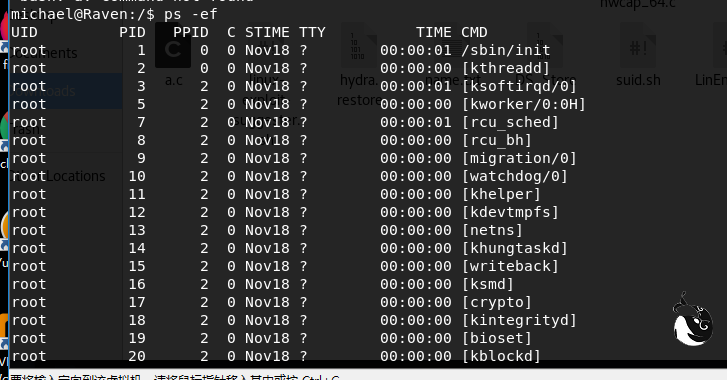 michael@Raven:/$ ps -ef
UID PID PPID C STIME TTY TIME CMD
root 1 0 0 Nov18 ? 00:00:01 /sbin/init
root 2 0 0 Nov18 ? 00:00:00 [kthreadd]
root 3 2 0 Nov18 ? 00:00:01 [ksoftirqd/0]
root 5 2 0 Nov18 ? 00:00:00 [kworker/0:0H]
root 7 2 0 Nov18 ? 00:00:01 [rcu_sched]
root 8 2 0 Nov18 ? 00:00:00 [rcu_bh]
root 9 2 0 Nov18 ? 00:00:00 [migration/0]
root 10 2 0 Nov18 ? 00:00:00 [watchdog/0]
root 11 2 0 Nov18 ? 00:00:00 [khelper]
root 12 2 0 Nov18 ? 00:00:00 [kdevtmpfs]
root 13 2 0 Nov18 ? 00:00:00 [netns]
root 14 2 0 Nov18 ? 00:00:00 [khungtaskd]
root 15 2 0 Nov18 ? 00:00:00 [writeback]
root 16 2 0 Nov18 ? 00:00:00 [ksmd]
root 17 2 0 Nov18 ? 00:00:00 [crypto]
root 18 2 0 Nov18 ? 00:00:00 [kintegrityd]
root 19 2 0 Nov18 ? 00:00:00 [bioset]
root 20 2 0 Nov18 ? 00:00:00 [kblockd]
hwcap_64.c
a.c
hydra.
restore
suid.sh